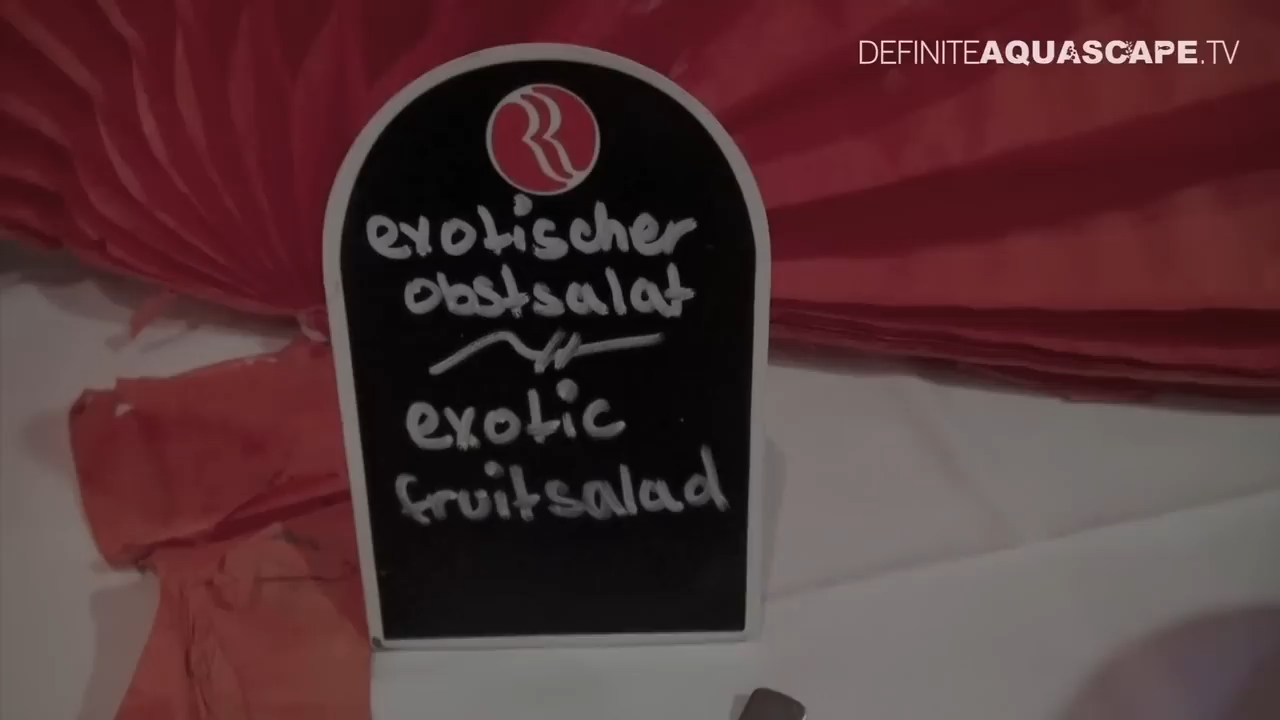 DEFINITEAQUASCAPE.TV
exotischer
obstsalat
exotic
fruitsalad